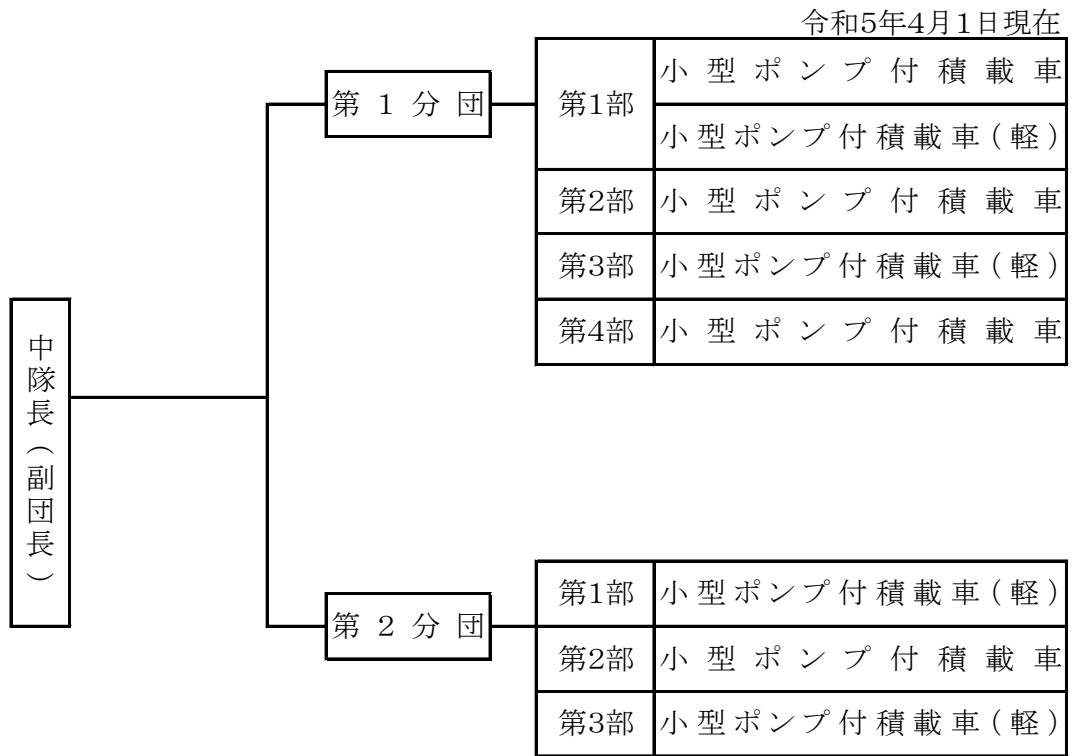 令和5年4月1日現在
第1分団
第1部
小型ポンプ付積載車
小型ポンプ付積載車(軽)
第2部 小型ポンプ付積載車
第3部 小型ポンプ付積載車(軽)
第4部 小型ポンプ付積載車
中隊長(副団長)
第2分団
第1部 小型ポンプ付積載車(軽)
第2部 小型ポンプ付積載車
第3部 小型ポンプ付積載車(軽)